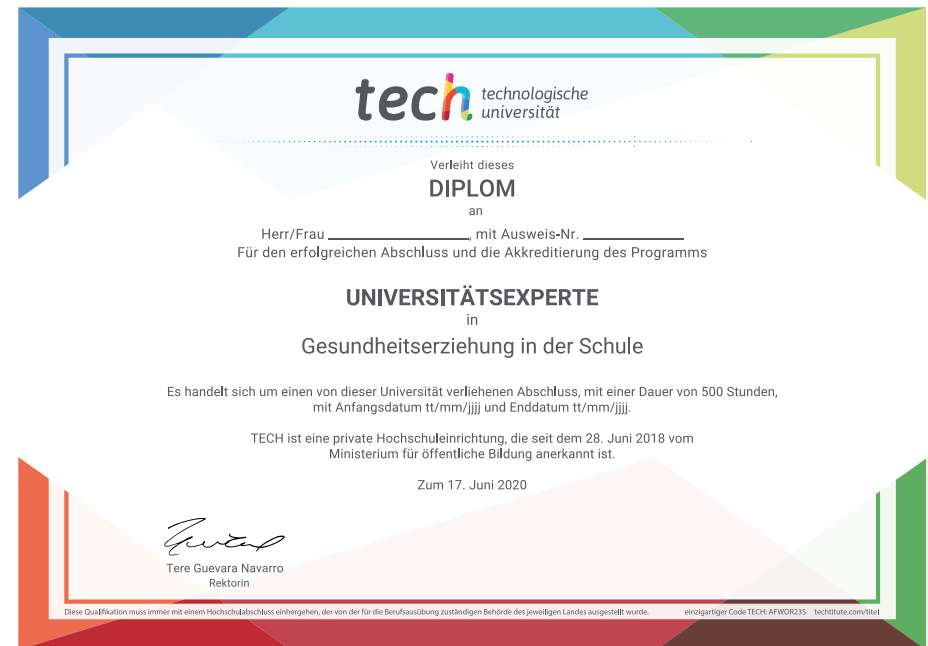 tech technologische
universität
Verleiht dieses
DIPLOM
an
Herr/Frau ____________, mit Ausweis-Nr. ____________
Für den erfolgreichen Abschluss und die Akkreditierung des Programms
UNIVERSITÄTSEXPERTE
in
Gesundheitserziehung in der Schule
Es handelt sich um einen von dieser Universität verliehenen Abschluss, mit einer Dauer von 500 Stunden,
mit Anfangsdatum tt/mm/jjjj und Enddatum tt/mm/jjjj.
TECH ist eine private Hochschuleinrichtung, die seit dem 28. Juni 2018 vom
Ministerium für öffentliche Bildung anerkannt ist.
Zum 17. Juni 2020
Tere Guevara Navarro
Rektorin
Diese Qualifikation muss immer mit einem Hochschulabschluss einhergehen, der von der für die Berufsausübung zuständigen Behörde des jeweiligen Landes ausgestellt wurde. einzigartiger Code TECH: AFWOR23S techtitute.com/titel